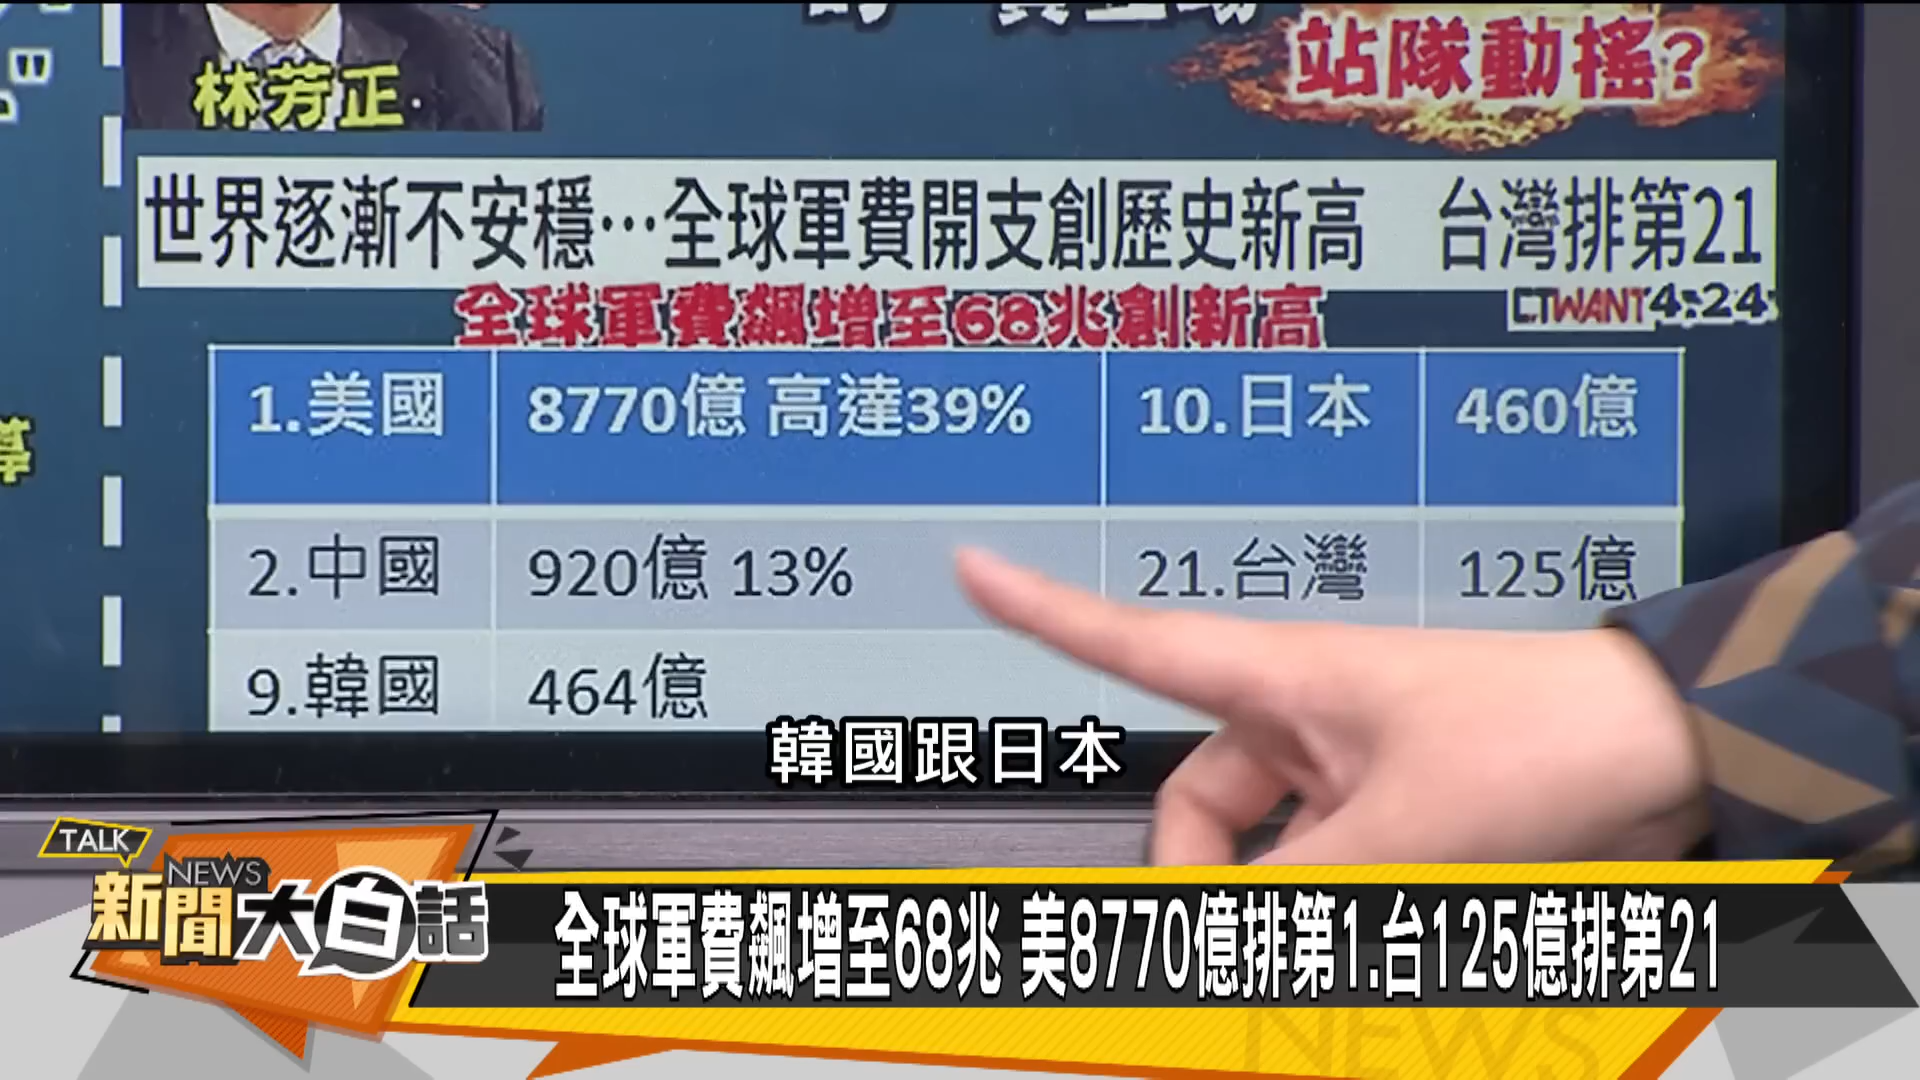 站隊動搖?
林芳正
世界逐漸不安穩…全球軍費開支創歷史新高 台灣排第21
全球軍費飆增至68兆創新高
CTWANT 4:24
1.美國 8770億 高達39% 10.日本 460億
2.中國 920億 13% 21.台灣 125億
9.韓國 464億
韓國跟日本
TALK
NEWS
新聞大白話
全球軍費飆增至68兆 美8770億排第1.台125億排第21
NEWS